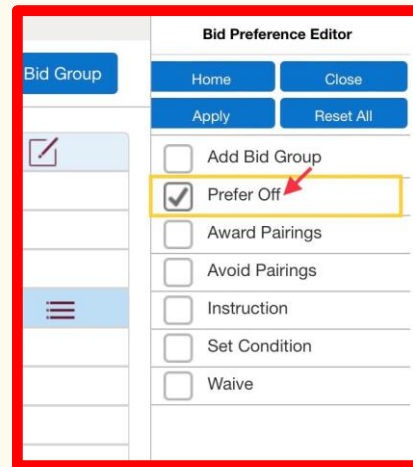 Bid Preference Editor
Bid Group
Home Close
Apply Reset All
Add Bid Group
Prefer Off
Award Pairings
Avoid Pairings
Instruction
Set Condition
Waive